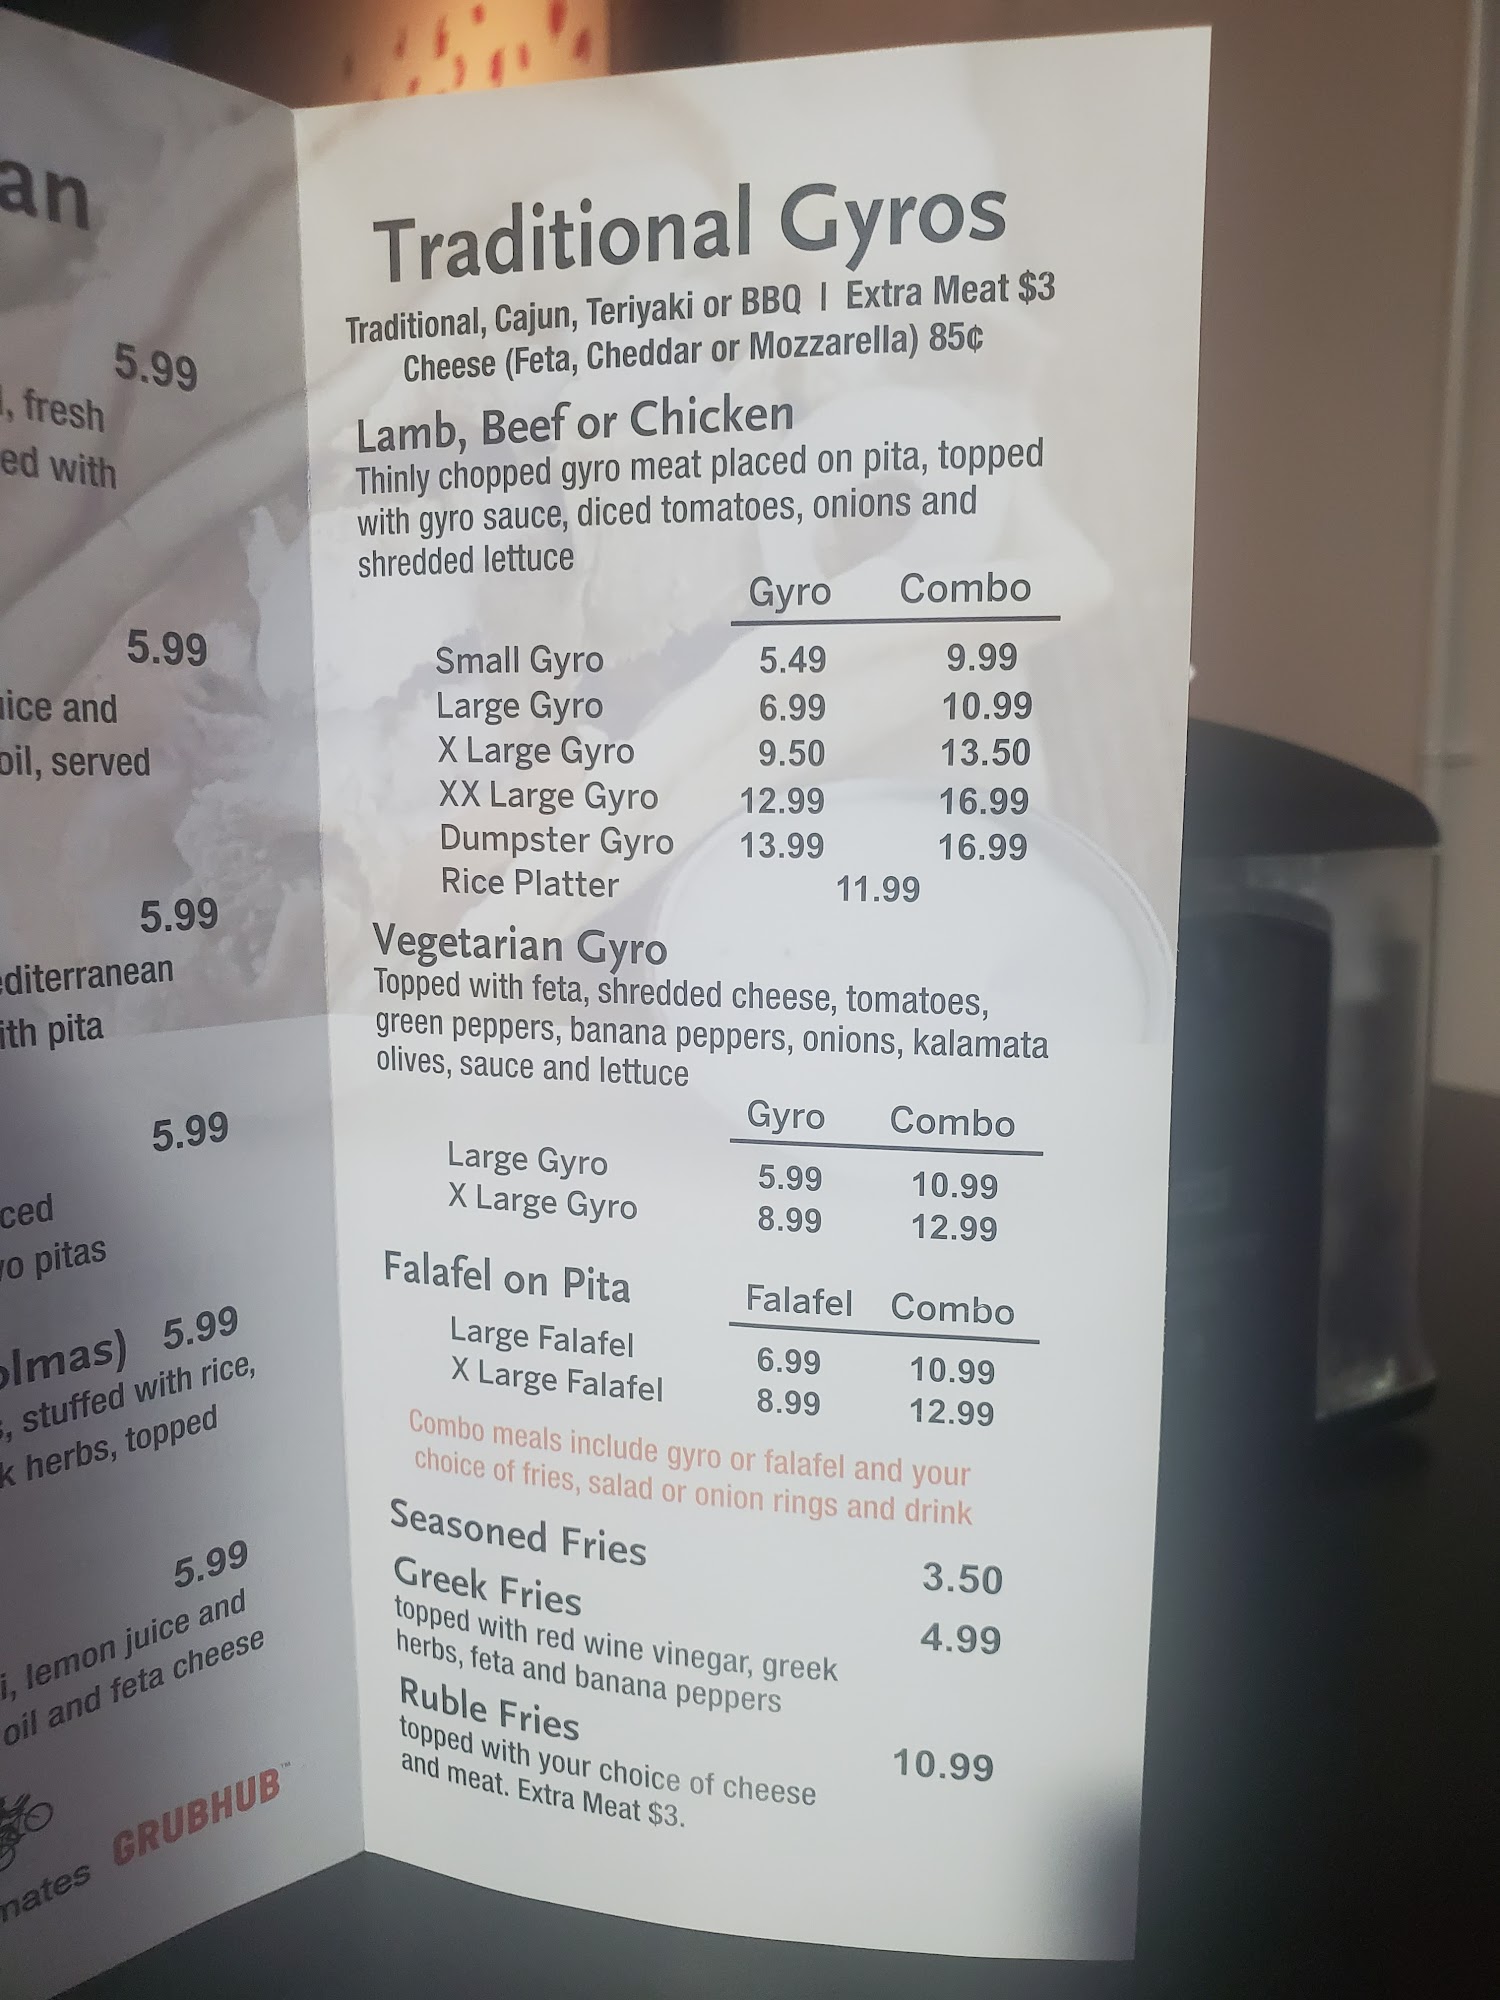 an
5.99
, fresh
ed with
5.99
ice and
oil, served
5.99
editerranean
ith pita
5.99
ced
o pitas
olmas) 5.99
, stuffed with rice,
k herbs, topped
5.99
i, lemon juice and
oil and feta cheese
mates GRUBHUB™
Traditional Gyros
Traditional, Cajun, Teriyaki or BBQ | Extra Meat $3
Cheese (Feta, Cheddar or Mozzarella) 85¢
Lamb, Beef or Chicken
Thinly chopped gyro meat placed on pita, topped
with gyro sauce, diced tomatoes, onions and
shredded lettuce
Gyro Combo
Small Gyro 5.49 9.99
Large Gyro 6.99 10.99
X Large Gyro 9.50 13.50
XX Large Gyro 12.99 16.99
Dumpster Gyro 13.99 16.99
Rice Platter 11.99
Vegetarian Gyro
Topped with feta, shredded cheese, tomatoes,
green peppers, banana peppers, onions, kalamata
olives, sauce and lettuce
Gyro Combo
Large Gyro 5.99 10.99
X Large Gyro 8.99 12.99
Falafel on Pita Falafel Combo
Large Falafel 6.99 10.99
X Large Falafel 8.99 12.99
Combo meals include gyro or falafel and your
choice of fries, salad or onion rings and drink
Seasoned Fries 3.50
Greek Fries 4.99
topped with red wine vinegar, greek
herbs, feta and banana peppers
Ruble Fries 10.99
topped with your choice of cheese
and meat. Extra Meat $3.